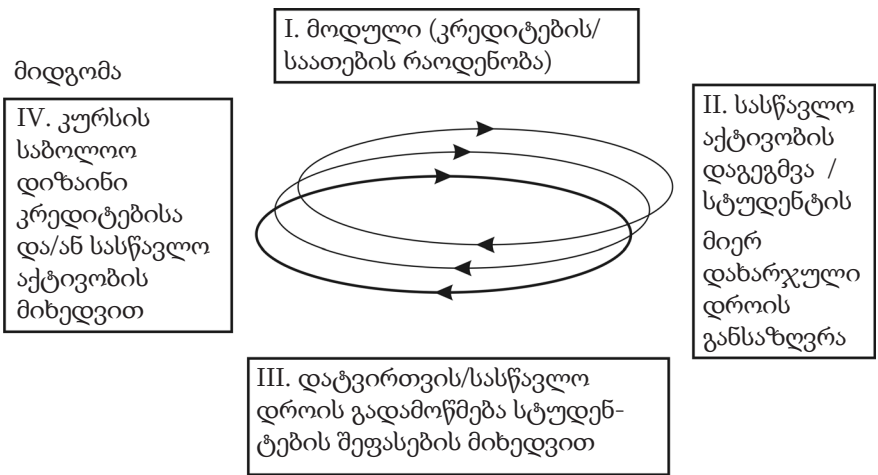 I. მოდული (კრედიტების/
საათების რაოდენობა)
მიდგომა
IV. კურსის
საბოლოო
დიზაინი
კრედიტებისა
და/ან სასწავლო
აქტივობის
მიხედვით
II. სასწავლო
აქტივობის
დაგეგმვა /
სტუდენტის
მიერ
დახარჯული
დროის
განსაზღვრა
III. დატვირთვის/სასწავლო
დროის გადამოწმება სტუდენ-
ტების შეფასების მიხედვით